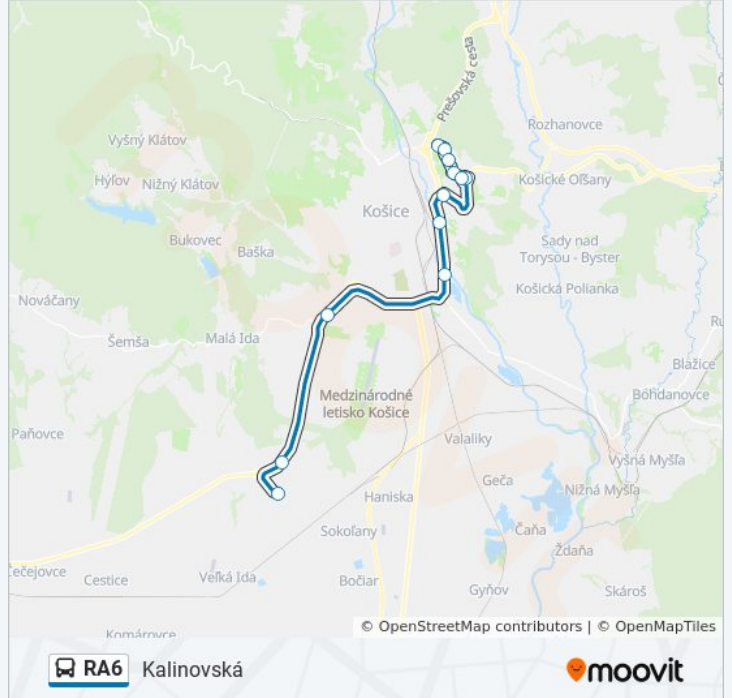 Prešovská cesta
Rozhanovce
Vyšný Klátov
Hýľov
Nižný Klátov
Košické Oľšany
Košice
Bukovec
Baška
Sady nad
Torysou - Byster
Košická Polianka
Nováčany
Šemša
Malá Ida
Blažice
Medzinárodné
letisko Košice
Bohdanovce
Paňovce
Valaliky
Vyšná Myšľa
Geča
Nižná Myšľa
Haniska
Sokoľany
Čaňa
Ždaňa
Čečejovce
Cestice
Veľká Ida
Bočiar
Gyňov
Skároš
Komárovce
© OpenStreetMap contributors | © OpenMapTiles
RA6 Kalinovská
moovit